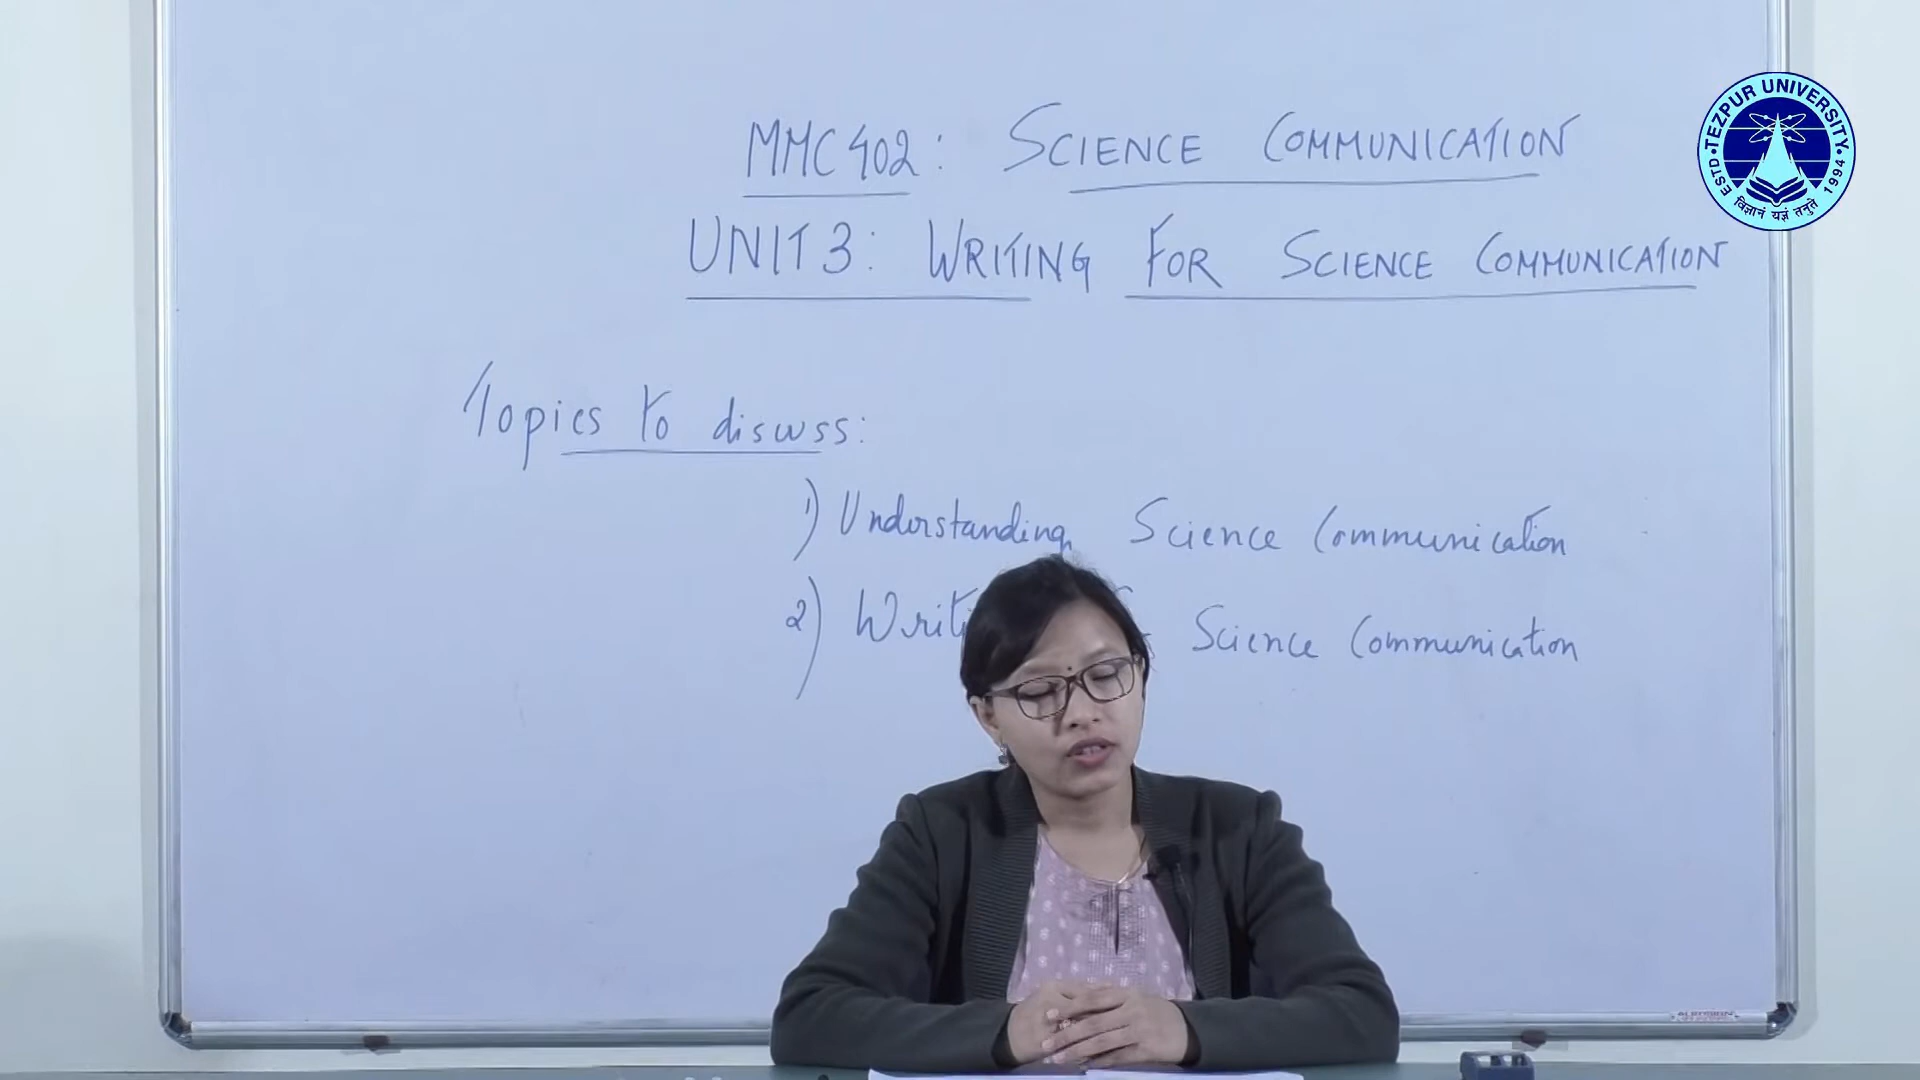 MMC 402: SCIENCE COMMUNICATION
UNIT 3: WRITING FOR SCIENCE COMMUNICATION
Topics to discuss:
1) Understanding Science Communication
2) Science Communication
TEZPUR UNIVERSITY
ESTD 1994
विज्ञानं यज्ञं तनुते